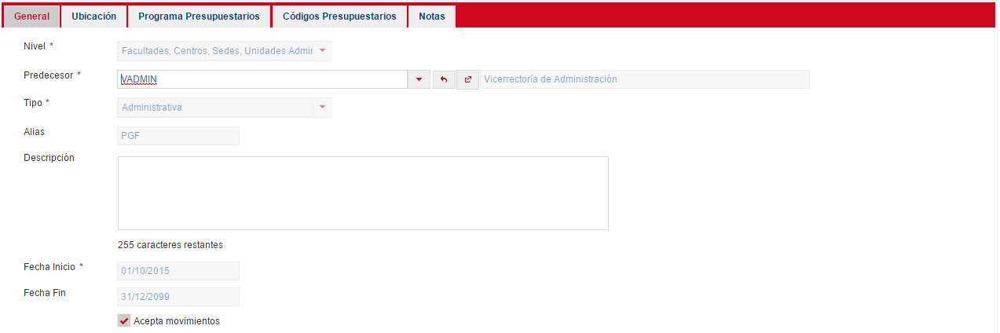 General Ubicación Programa Presupuestarios Códigos Presupuestarios Notas
Nivel * Facultades, Centros, Sedes, Unidades Admir
Predecesor * VADMIN Vicerrectoría de Administración
Tipo * Administrativa
Alias PGF
Descripción
255 caracteres restantes
Fecha Inicio * 01/10/2015
Fecha Fin 31/12/2099
Acepta movimientos